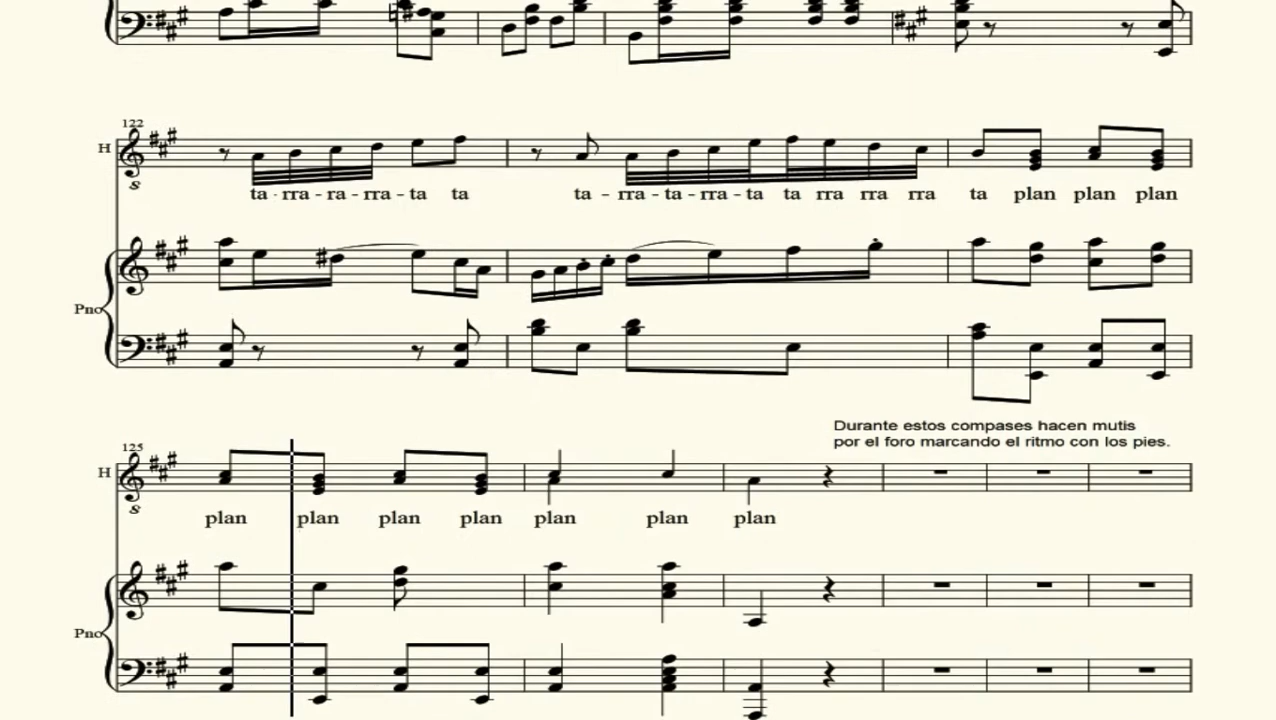 122
H
8
ta - rra - ra - rra - ta ta ta - rra - ta - rra - ta ta rra rra rra ta plan plan plan
Pno
Durante estos compases hacen mutis
por el foro marcando el ritmo con los pies.
125
H
8
plan plan plan plan plan plan plan
Pno